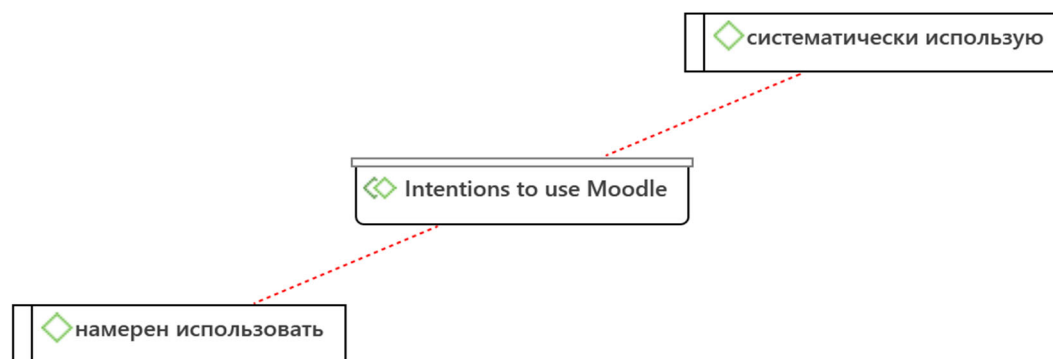 систематически использую
Intentions to use Moodle
намерен использовать